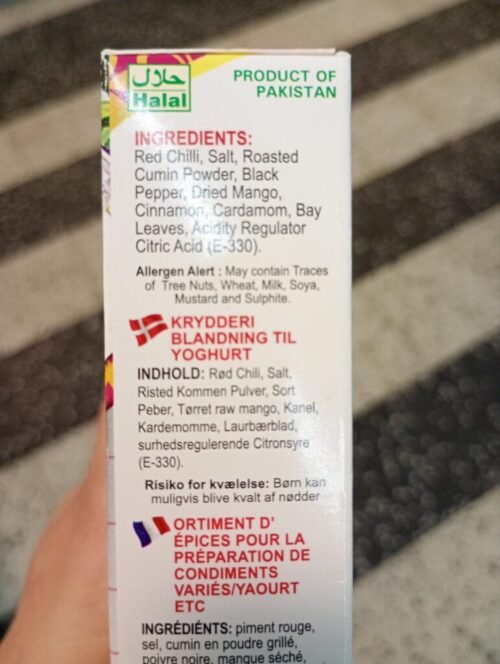 حلال
Halal
PRODUCT OF
PAKISTAN
INGREDIENTS:
Red Chilli, Salt, Roasted
Cumin Powder, Black
Pepper, Dried Mango,
Cinnamon, Cardamom, Bay
Leaves, Acidity Regulator
Citric Acid (E-330).
Allergen Alert : May contain Traces
of Tree Nuts, Wheat, Milk, Soya,
Mustard and Sulphite.
KRYDDERI
BLANDNING TIL
YOGHURT
INDHOLD: Rød Chili, Salt,
Risted Kommen Pulver, Sort
Peber, Tørret raw mango, Kanel,
Kardemomme, Laurbærblad,
surhedsregulerende Citronsyre
(E-330).
Risiko for kvælelse: Børn kan
muligvis blive kvalt af nødder
ORTIMENT D'
ÉPICES POUR LA
PRÉPARATION DE
CONDIMENTS
VARIÉS/YAOURT
ETC
INGRÉDIÉNTS: piment rouge,
sel, cumin en poudre grillé,
poivre noire, mangue séché,